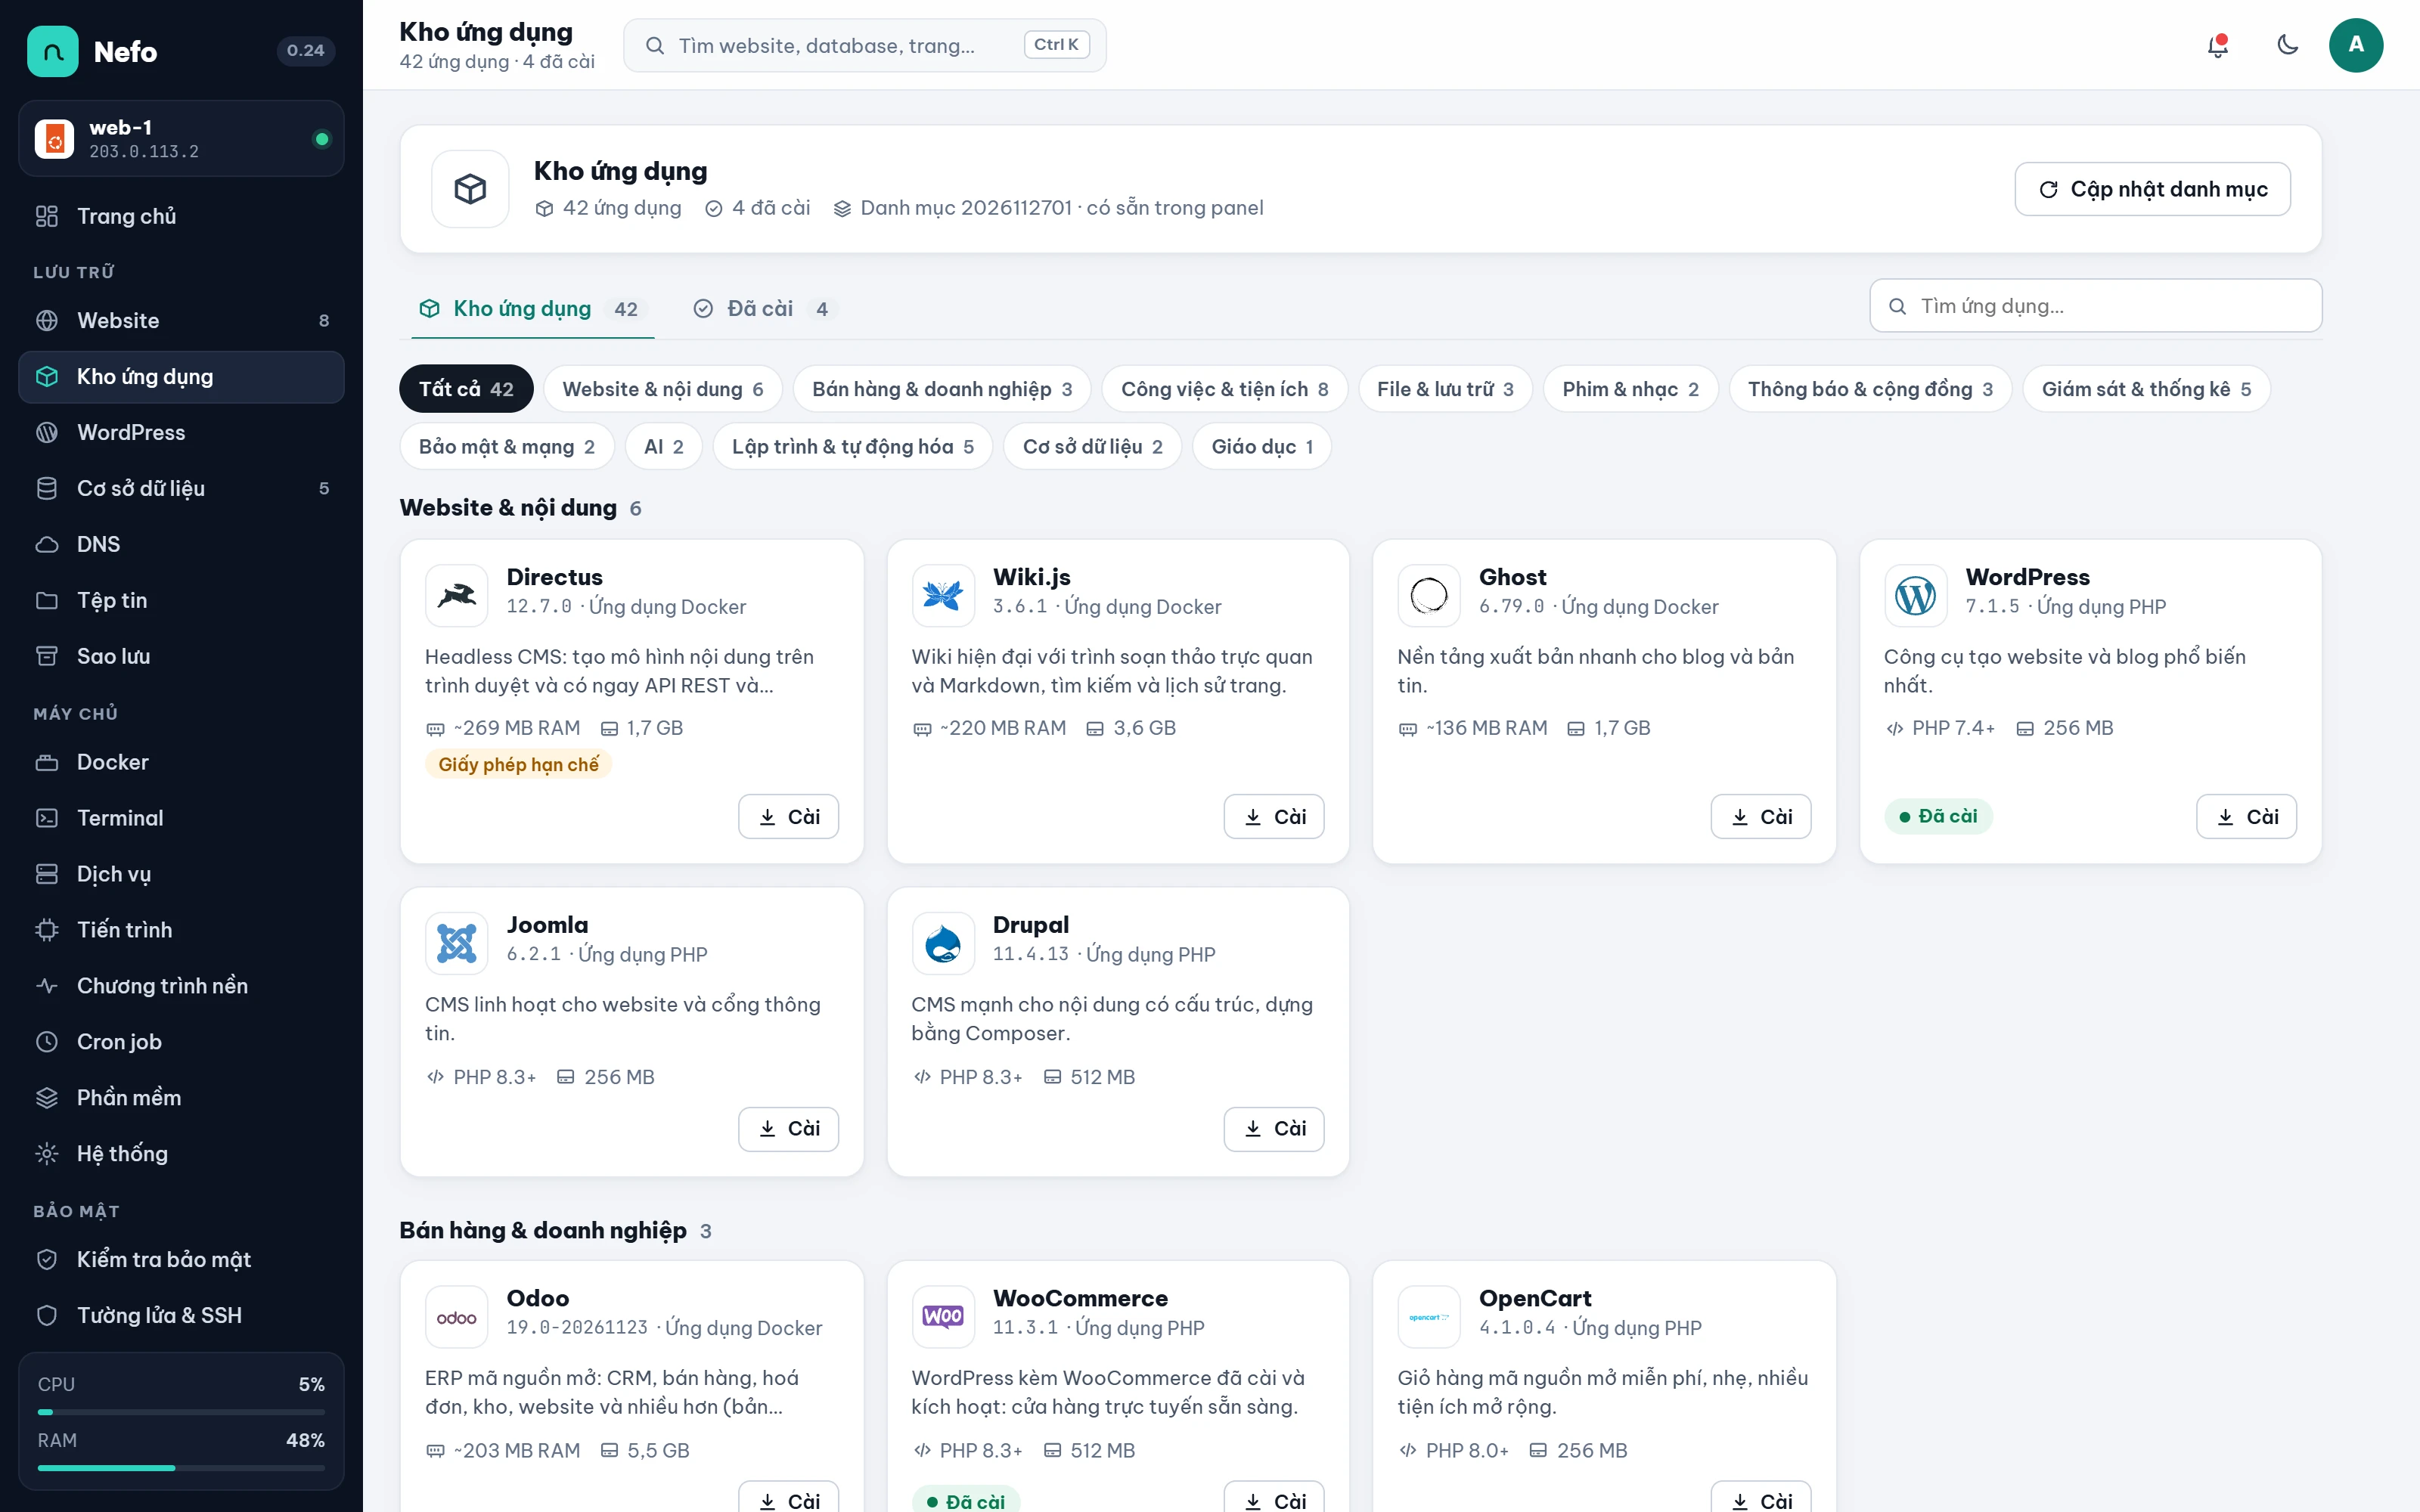 Nefo
0.24
web-1
203.0.113.2
Trang chủ
LƯU TRỮ
Website 8
Kho ứng dụng
WordPress
Cơ sở dữ liệu 5
DNS
Tệp tin
Sao lưu
MÁY CHỦ
Docker
Terminal
Dịch vụ
Tiến trình
Chương trình nền
Cron job
Phần mềm
Hệ thống
BẢO MẬT
Kiểm tra bảo mật
Tường lửa & SSH
CPU 5%
RAM 48%
Kho ứng dụng
42 ứng dụng · 4 đã cài
Tìm website, database, trang... Ctrl K
A
Kho ứng dụng
42 ứng dụng 4 đã cài Danh mục 2026112701 · có sẵn trong panel
Cập nhật danh mục
Kho ứng dụng 42 Đã cài 4
Tìm ứng dụng...
Tất cả 42 Website & nội dung 6 Bán hàng & doanh nghiệp 3 Công việc & tiện ích 8 File & lưu trữ 3 Phim & nhạc 2 Thông báo & cộng đồng 3 Giám sát & thống kê 5
Bảo mật & mạng 2 AI 2 Lập trình & tự động hóa 5 Cơ sở dữ liệu 2 Giáo dục 1
Website & nội dung 6
Directus
12.7.0 · Ứng dụng Docker
Headless CMS: tạo mô hình nội dung trên
trình duyệt và có ngay API REST và...
~269 MB RAM 1,7 GB
Giấy phép hạn chế
Cài
Wiki.js
3.6.1 · Ứng dụng Docker
Wiki hiện đại với trình soạn thảo trực quan
và Markdown, tìm kiếm và lịch sử trang.
~220 MB RAM 3,6 GB
Cài
Ghost
6.79.0 · Ứng dụng Docker
Nền tảng xuất bản nhanh cho blog và bản
tin.
~136 MB RAM 1,7 GB
Cài
WordPress
7.1.5 · Ứng dụng PHP
Công cụ tạo website và blog phổ biến
nhất.
PHP 7.4+ 256 MB
Đã cài Cài
Joomla
6.2.1 · Ứng dụng PHP
CMS linh hoạt cho website và cổng thông
tin.
PHP 8.3+ 256 MB
Cài
Drupal
11.4.13 · Ứng dụng PHP
CMS mạnh cho nội dung có cấu trúc, dựng
bằng Composer.
PHP 8.3+ 512 MB
Cài
Bán hàng & doanh nghiệp 3
odoo
Odoo
19.0-20261123 · Ứng dụng Docker
ERP mã nguồn mở: CRM, bán hàng, hoá
đơn, kho, website và nhiều hơn (bản...
~203 MB RAM 5,5 GB
Cài
Woo
WooCommerce
11.3.1 · Ứng dụng PHP
WordPress kèm WooCommerce đã cài và
kích hoạt: cửa hàng trực tuyến sẵn sàng.
PHP 8.3+ 512 MB
Đã cài Cài
opencart
OpenCart
4.1.0.4 · Ứng dụng PHP
Giỏ hàng mã nguồn mở miễn phí, nhẹ, nhiều
tiện ích mở rộng.
PHP 8.0+ 256 MB
Cài